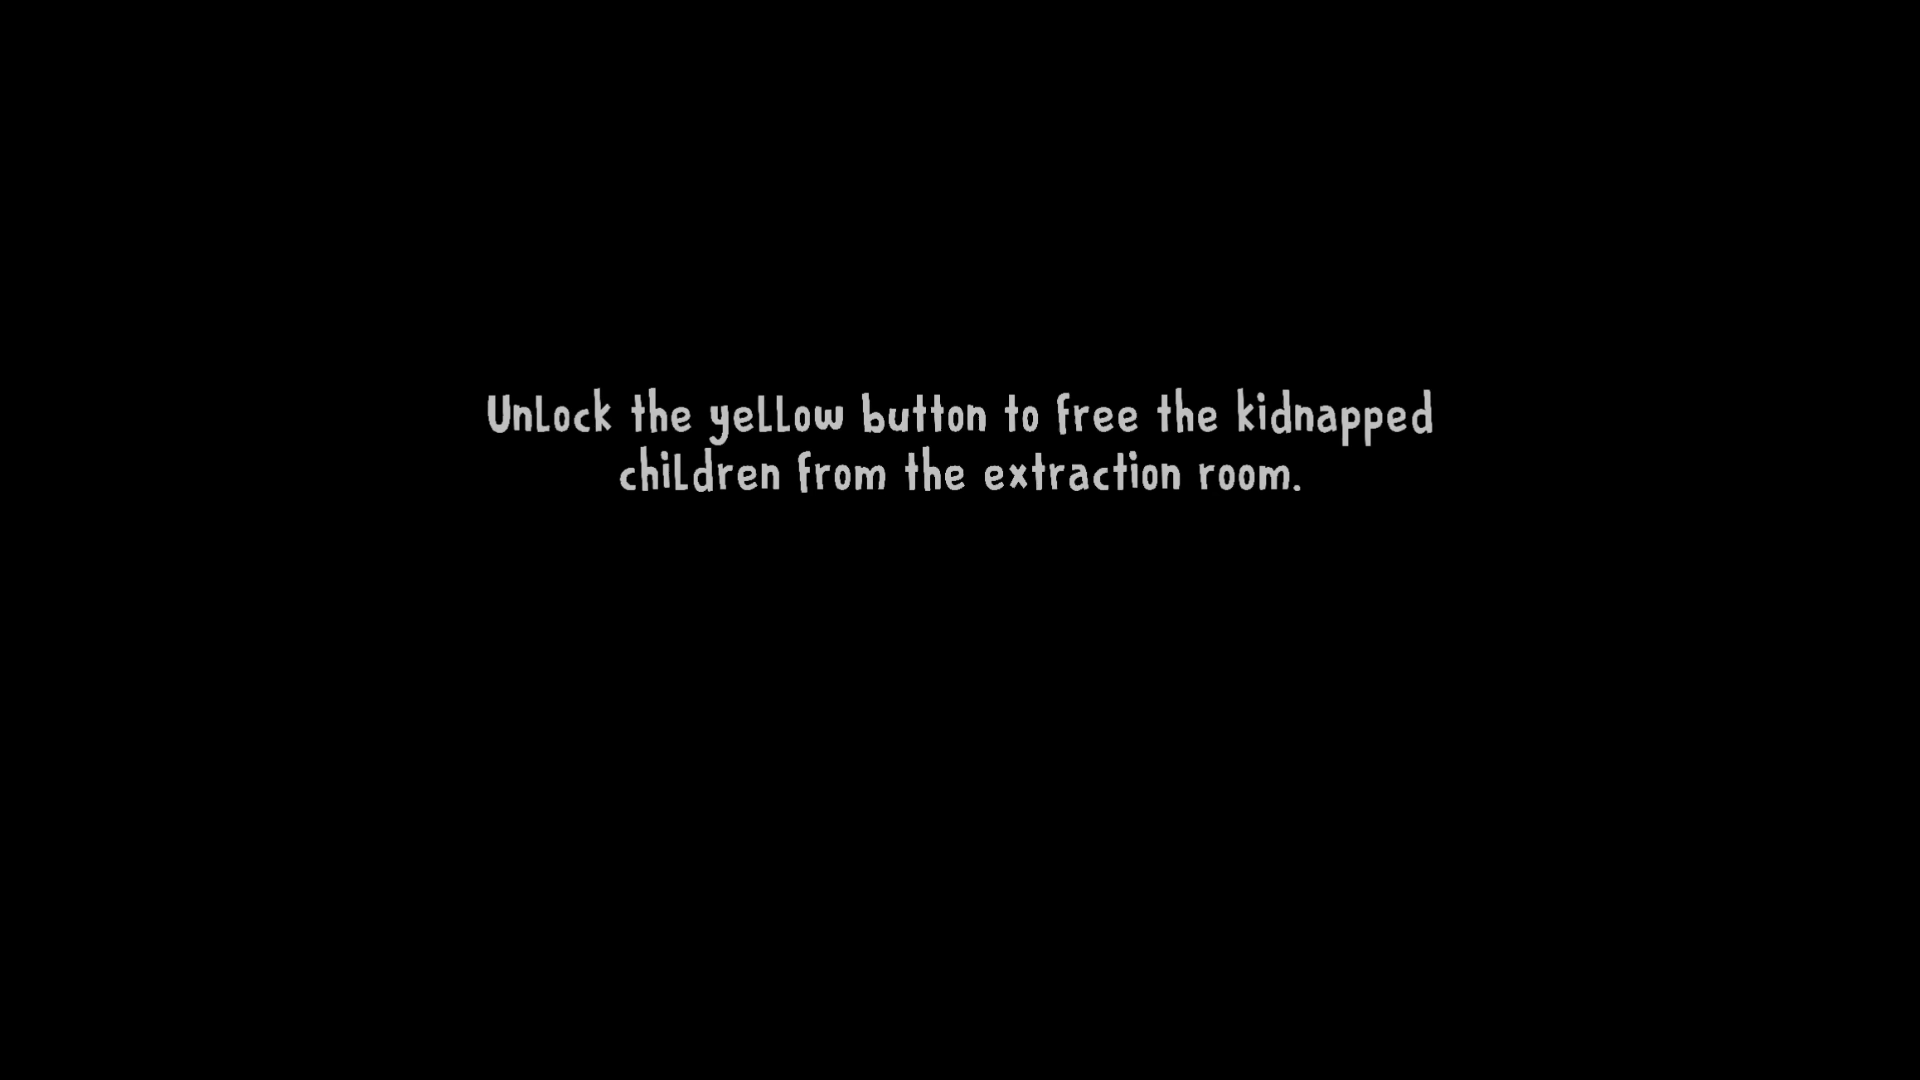 Unlock the yellow button to free the kidnapped
children from the extraction room.